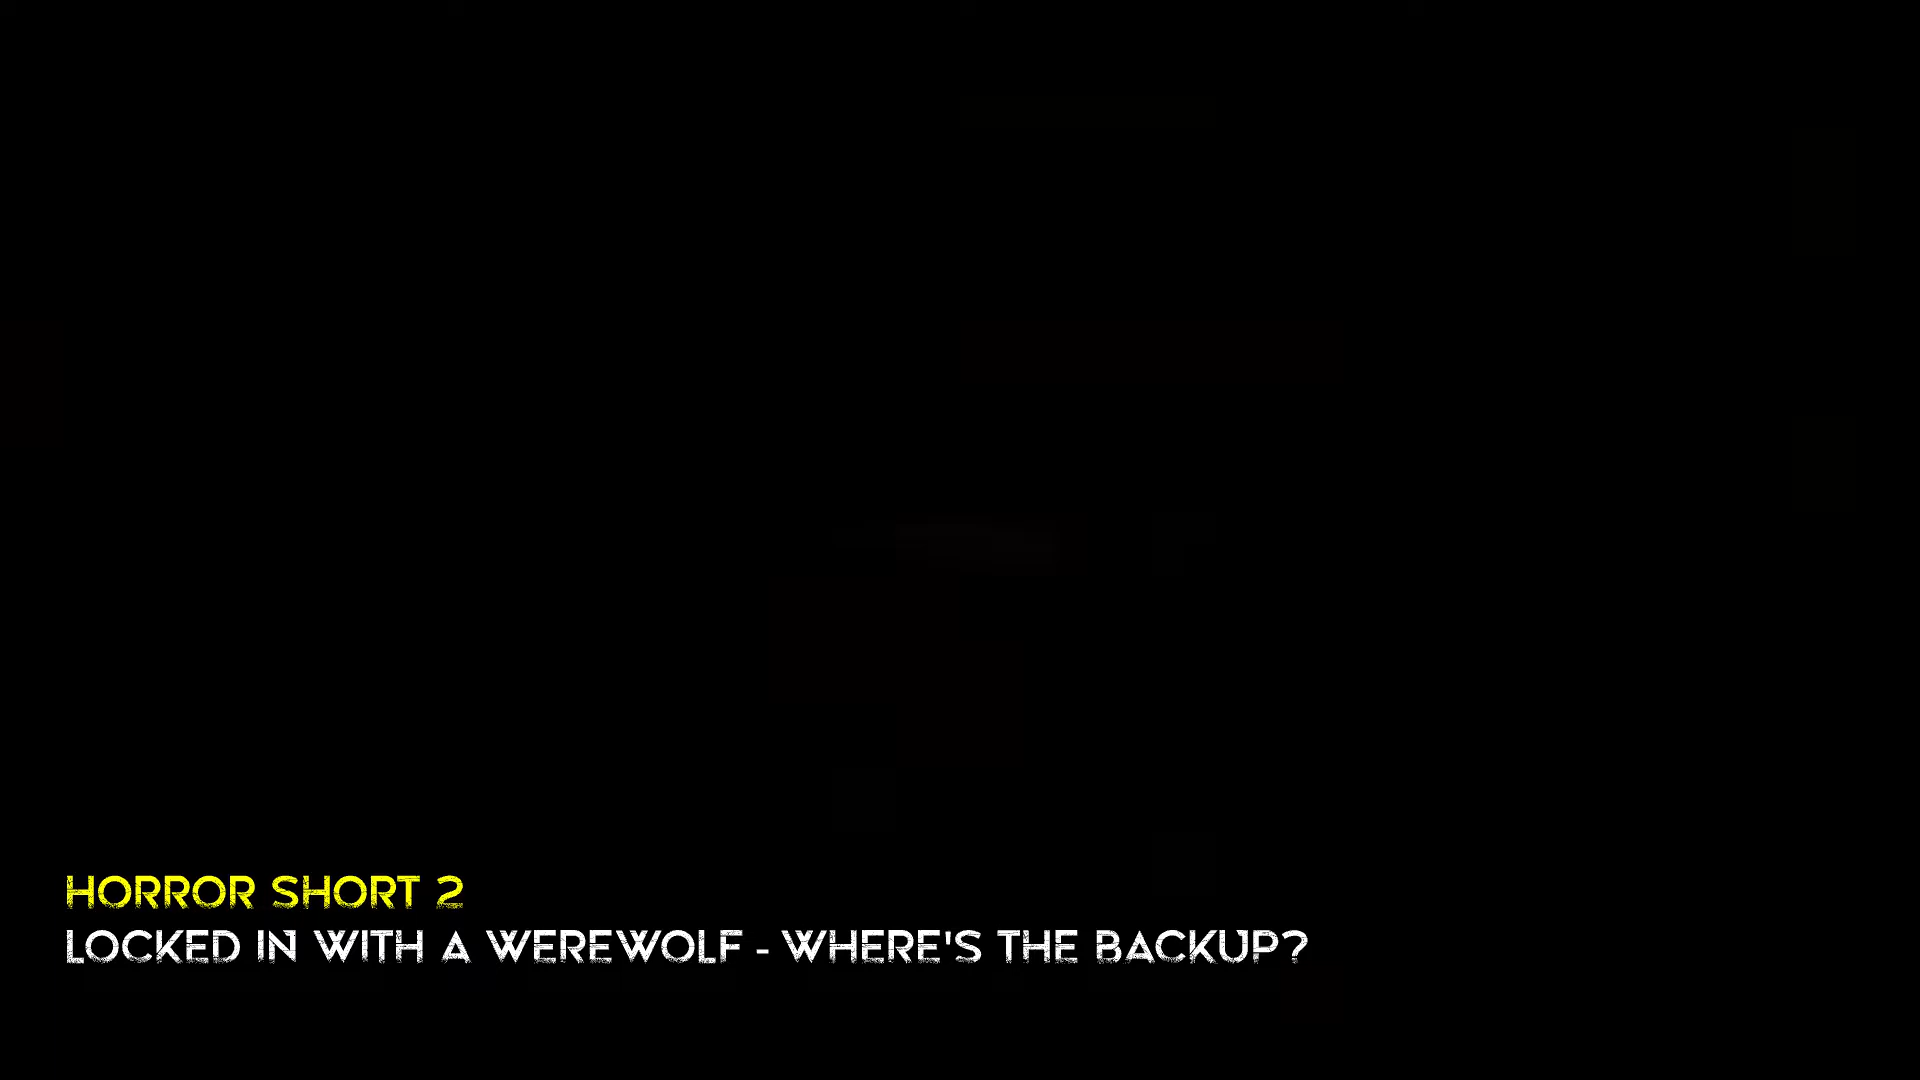 HORROR SHORT 2
LOCKED IN WITH A WEREWOLF - WHERE'S THE BACKUP?